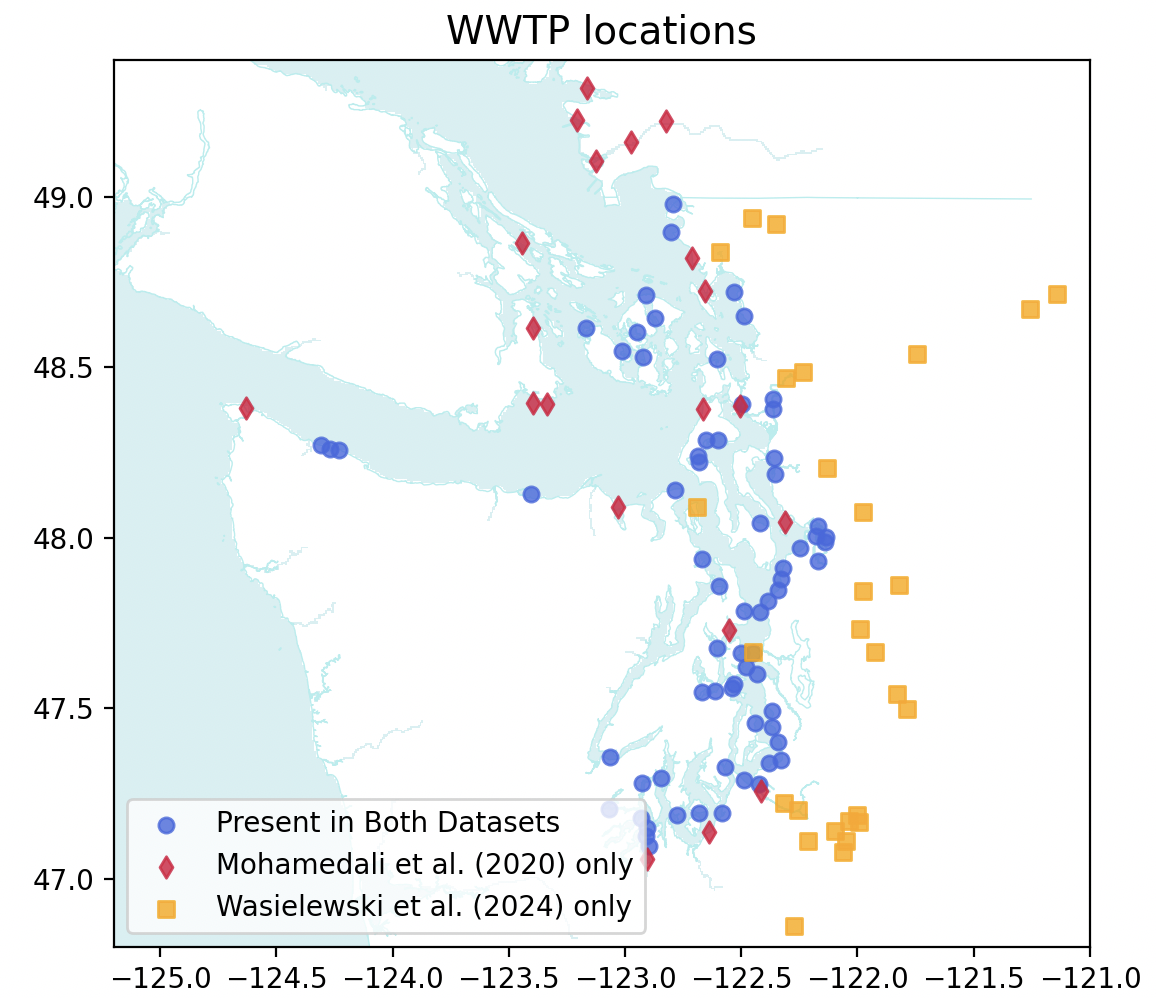 WWTP locations
49.0
48.5
48.0
47.5
47.0
Present in Both Datasets
Mohamedali et al. (2020) only
Wasielewski et al. (2024) only
−125.0 −124.5 −124.0 −123.5 −123.0 −122.5 −122.0 −121.5 −121.0